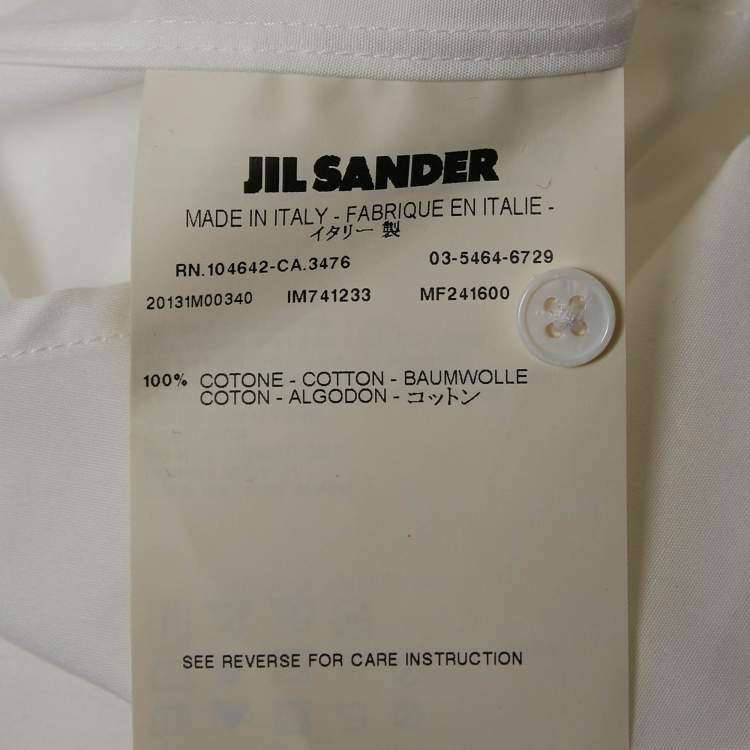 JIL SANDER
MADE IN ITALY - FABRIQUE EN ITALIE -
イタリー 製
RN.104642-CA.3476 03-5464-6729
20131M00340 IM741233 MF241600
100% COTONE - COTTON - BAUMWOLLE
COTON - ALGODON - コットン
SEE REVERSE FOR CARE INSTRUCTION